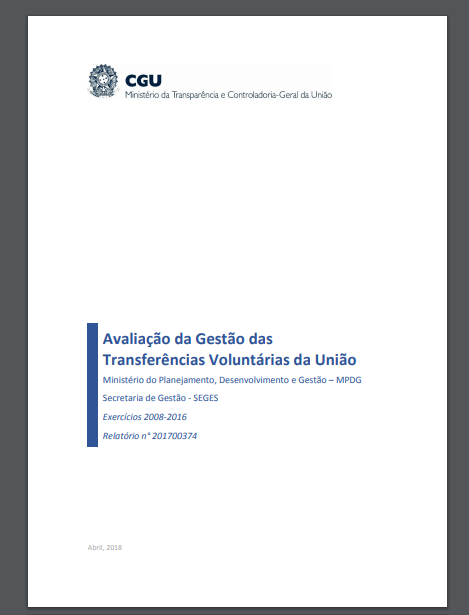 CGU
Ministério da Transparência e Controladoria-Geral da União
Avaliação da Gestão das
Transferências Voluntárias da União
Ministério do Planejamento, Desenvolvimento e Gestão – MPDG
Secretaria de Gestão - SEGES
Exercícios 2008-2016
Relatório n° 201700374
Abril, 2018